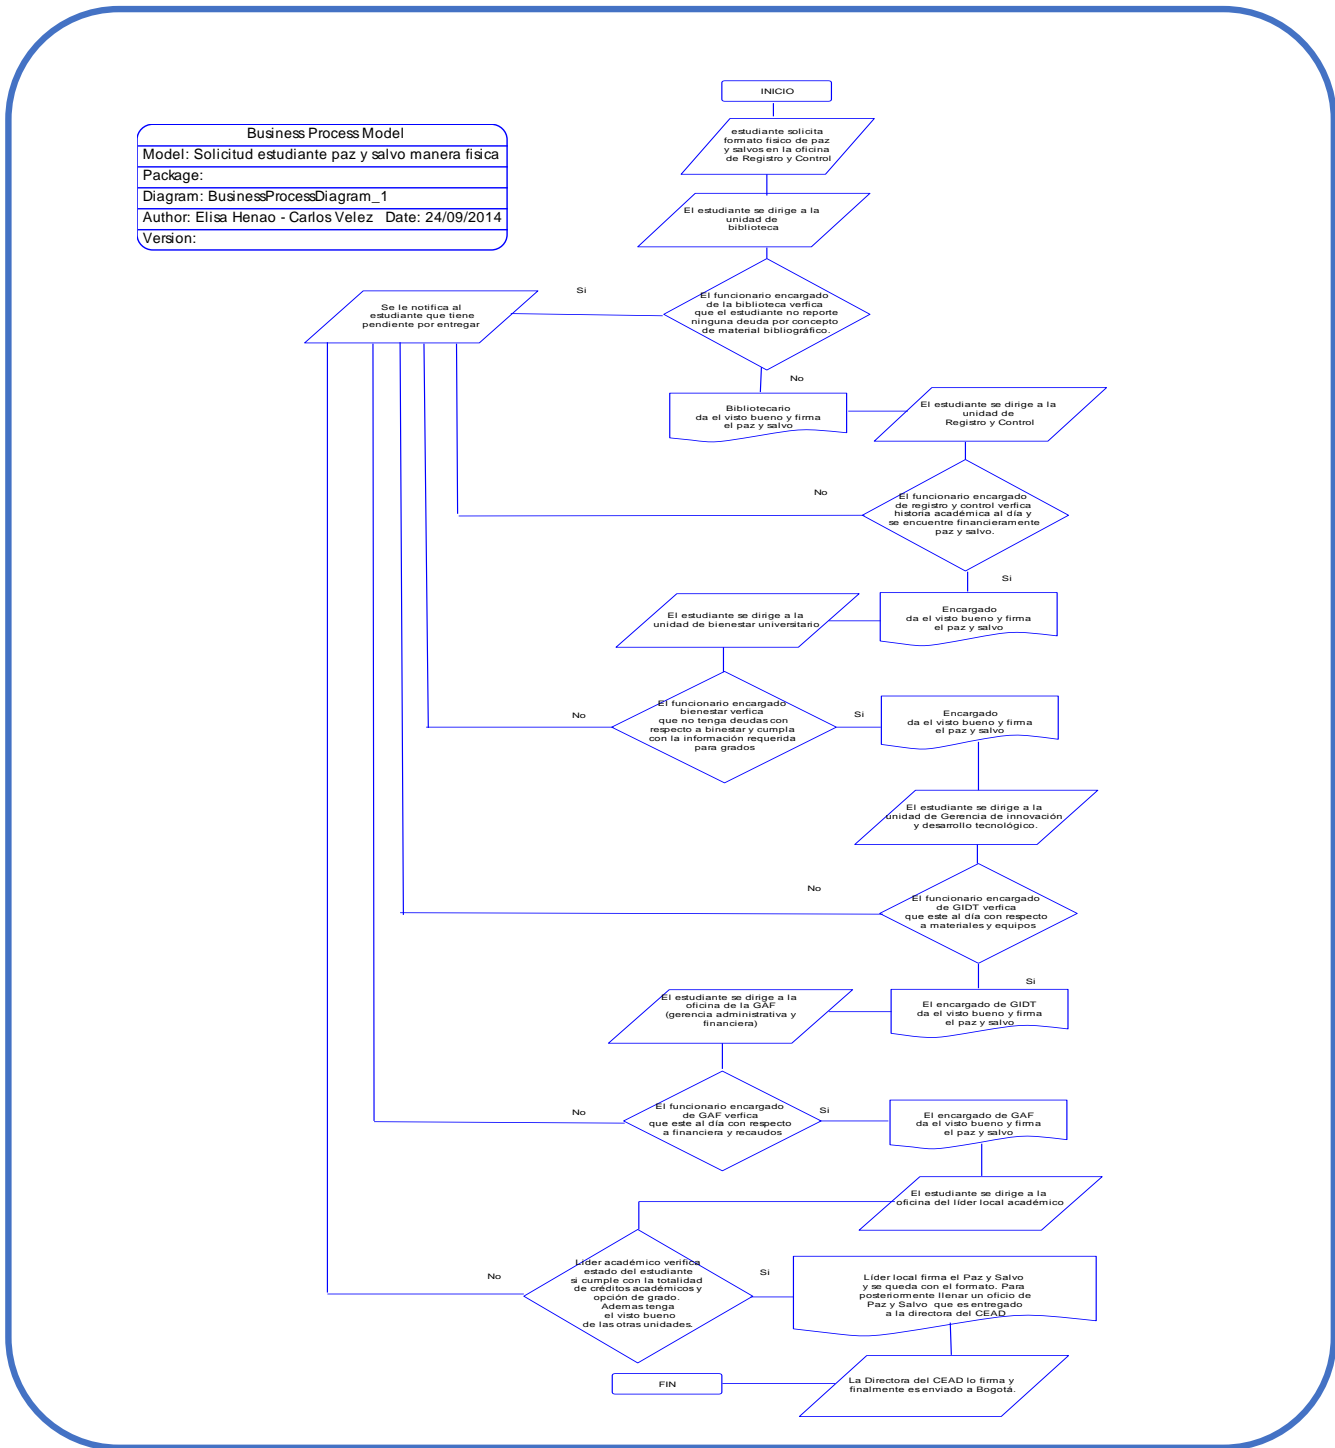 INICIO
estudiante solicita
formato fisico de paz
y salvos en la oficina
de Registro y Control
Business Process Model
Model: Solicitud estudiante paz y salvo manera fisica
Package:
Diagram: BusinessProcessDiagram_1
Author: Elisa Henao - Carlos Velez Date: 24/09/2014
Version:
El estudiante se dirige a la
unidad de
biblioteca
Si
El funcionario encargado
de la biblioteca verfica
que el estudiante no reporte
ninguna deuda por concepto
de material bibliográfico.
Se le notifica al
estudiante que tiene
pendiente por entregar
No
Bibliotecario
da el visto bueno y firma
el paz y salvo
El estudiante se dirige a la
unidad de
Registro y Control
No
El funcionario encargado
de registro y control verfica
historia académica al día y
se encuentre financieramente
paz y salvo.
Si
Encargado
da el visto bueno y firma
el paz y salvo
El estudiante se dirige a la
unidad de bienestar universitario
No
El funcionario encargado
bienestar verfica
que no tenga deudas con
respecto a binestar y cumpla
con la información requerida
para grados
Si
Encargado
da el visto bueno y firma
el paz y salvo
El estudiante se dirige a la
unidad de Gerencia de innovación
y desarrollo tecnológico.
No
El funcionario encargado
de GIDT verfica
que este al día con respecto
a materiales y equipos
Si
El encargado de GIDT
da el visto bueno y firma
el paz y salvo
El estudiante se dirige a la
oficina de la GAF
(gerencia administrativa y
financiera)
No
El funcionario encargado
de GAF verfica
que este al día con respecto
a financiera y recaudos
Si
El encargado de GAF
da el visto bueno y firma
el paz y salvo
El estudiante se dirige a la
oficina del líder local académico
No
Líder académico verifica
estado del estudiante
si cumple con la totalidad
de créditos académicos y
opción de grado.
Ademas tenga
el visto bueno
de las otras unidades.
Si
Líder local firma el Paz y Salvo
y se queda con el formato. Para
posteriormente llenar un oficio de
Paz y Salvo que es entregado
a la directora del CEAD
La Directora del CEAD lo firma y
finalmente es enviado a Bogotá.
FIN